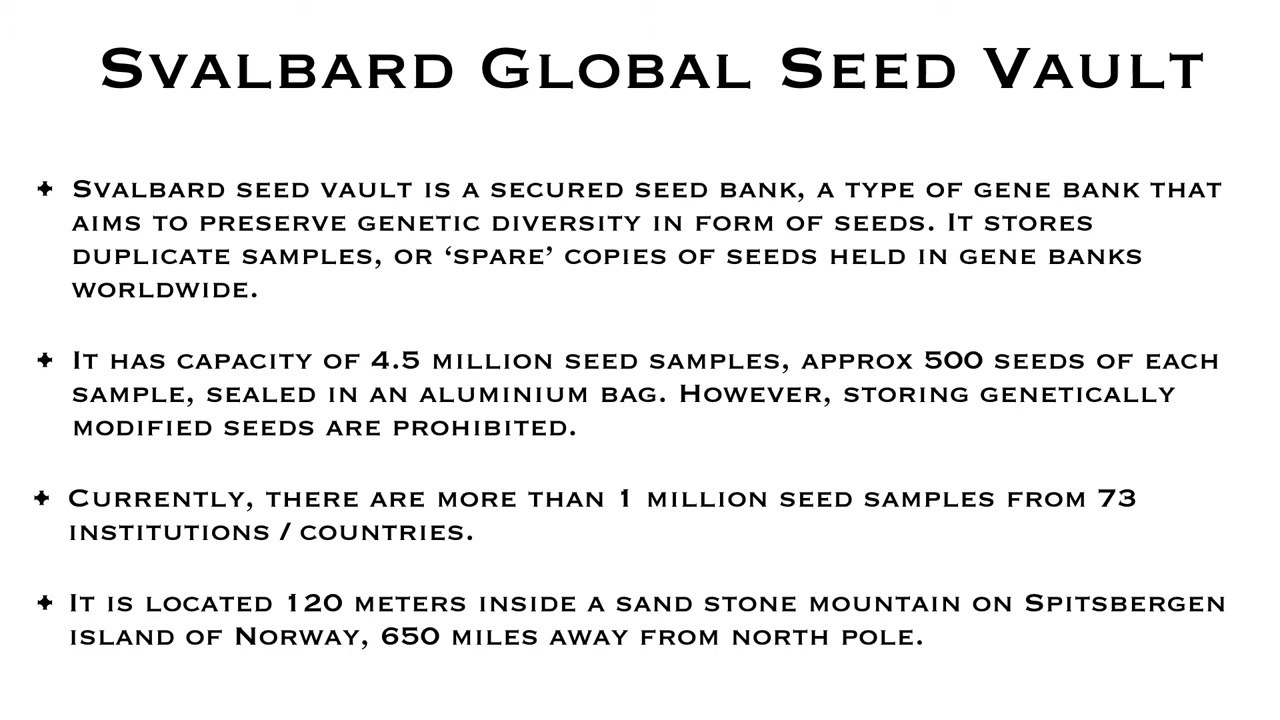 Svalbard Global Seed Vault
Svalbard seed vault is a secured seed bank, a type of gene bank that
aims to preserve genetic diversity in form of seeds. It stores
duplicate samples, or ‘spare’ copies of seeds held in gene banks
worldwide.
It has capacity of 4.5 million seed samples, approx 500 seeds of each
sample, sealed in an aluminium bag. However, storing genetically
modified seeds are prohibited.
Currently, there are more than 1 million seed samples from 73
institutions / countries.
It is located 120 meters inside a sand stone mountain on Spitsbergen
island of Norway, 650 miles away from north pole.